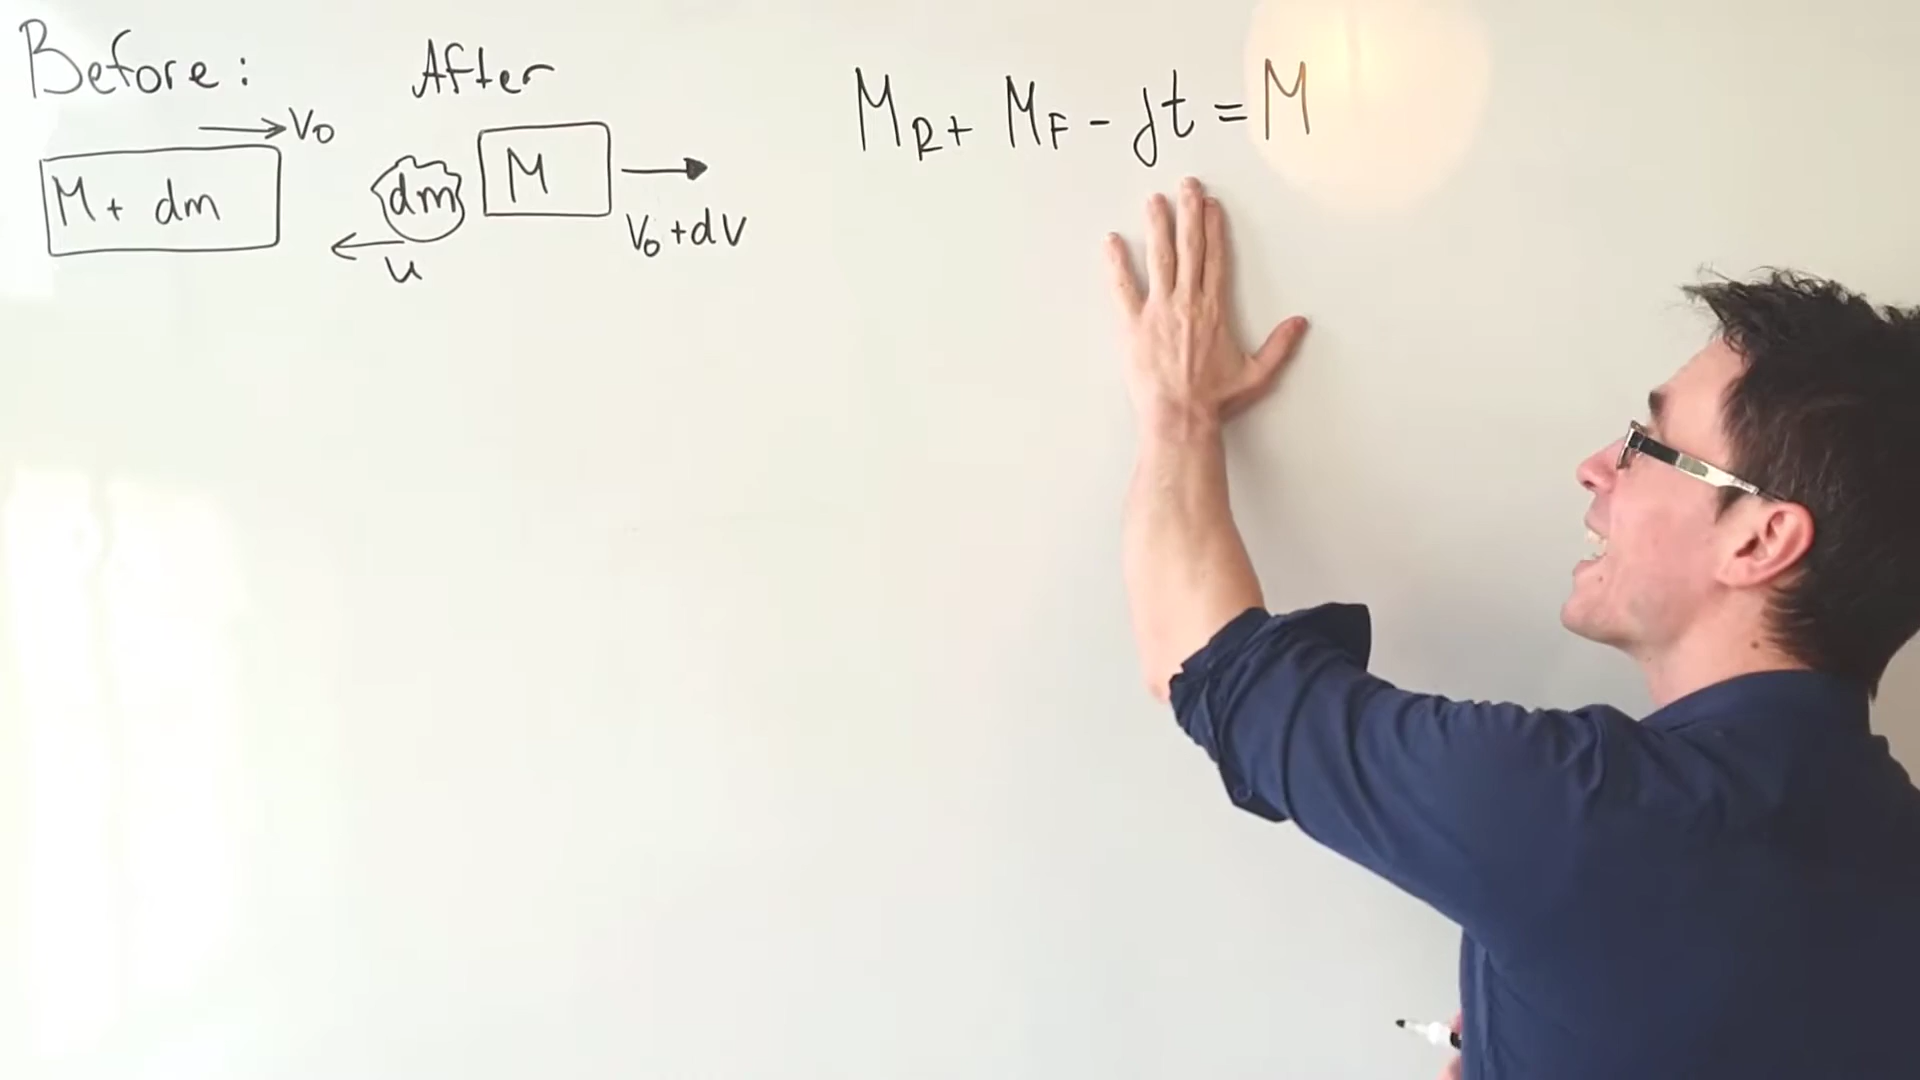 Before:
After
M_R + M_F - jt = M
→ V0
M + dm
dm
M
V0 + dV
u